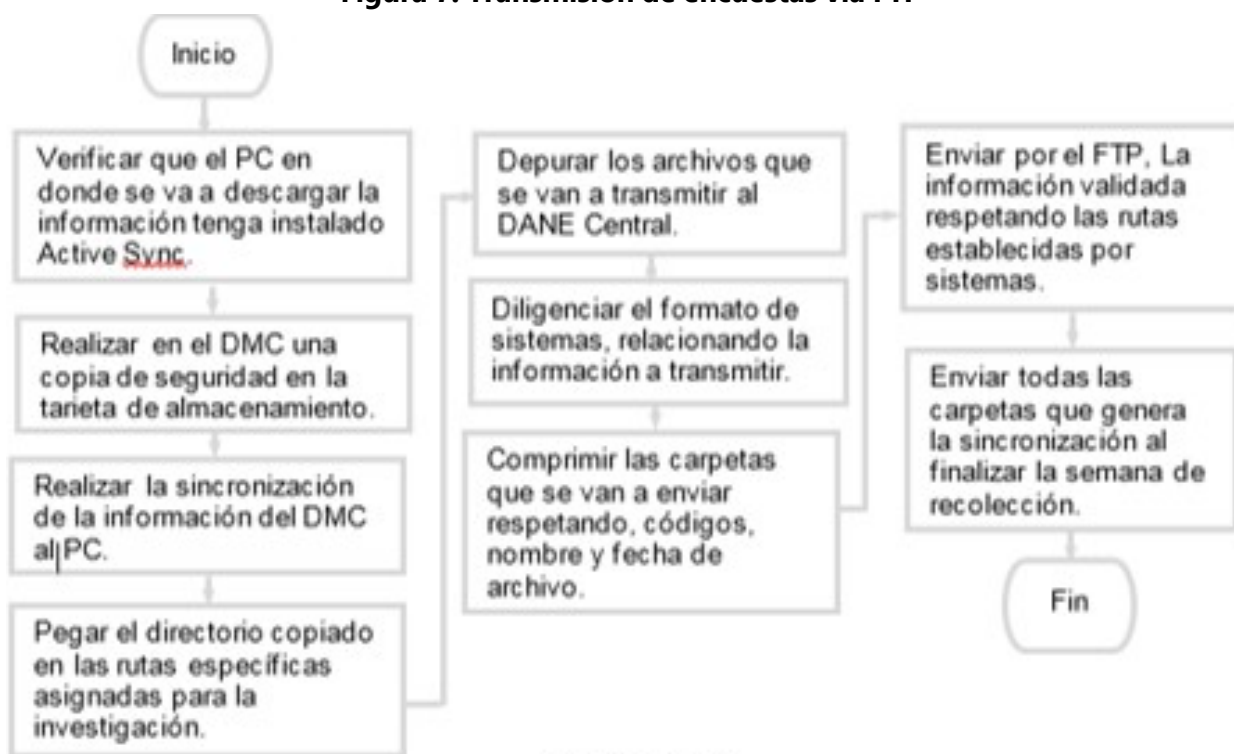 Inicio
Verificar que el PC en
donde se va a descargar la
información tenga instalado
Active Sync.
Realizar en el DMC una
copia de seguridad en la
tarjeta de almacenamiento.
Realizar la sincronización
de la información del DMC
al PC.
Pegar el directorio copiado
en las rutas específicas
asignadas para la
investigación.
Depurar los archivos que
se van a transmitir al
DANE Central.
Diligenciar el formato de
sistemas, relacionando la
información a transmitir.
Comprimir las carpetas
que se van a enviar
respetando, códigos,
nombre y fecha de
archivo.
Enviar por el FTP, La
información validada
respetando las rutas
establecidas por
sistemas.
Enviar todas las
carpetas que genera
la sincronización al
finalizar la semana de
recolección.
Fin